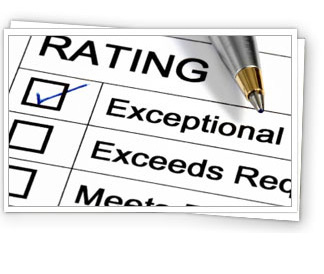 RATING
Exceptional
Exceeds Req
Meets